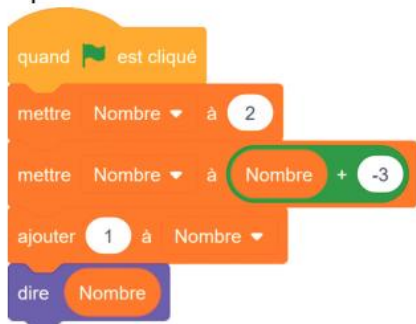 quand est cliqué
mettre Nombre à 2
mettre Nombre à Nombre + -3
ajouter 1 à Nombre
dire Nombre